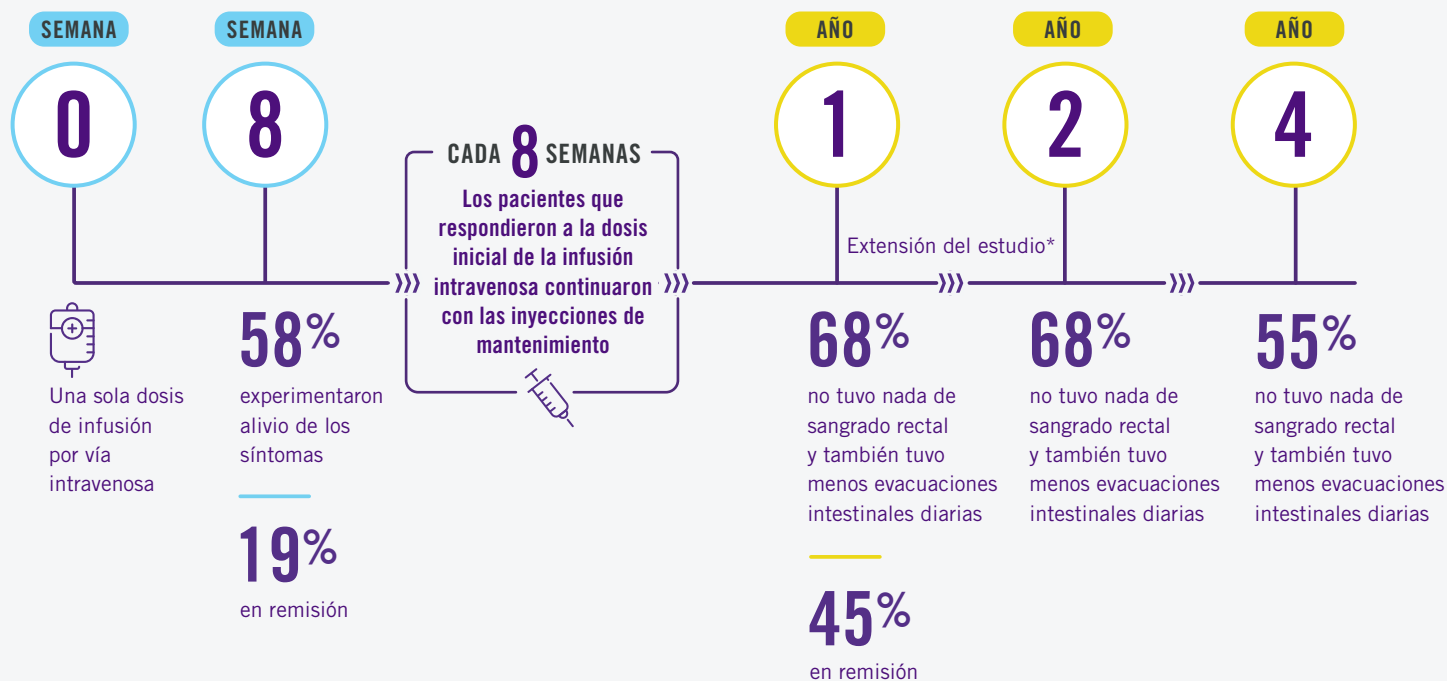 SEMANA
0
Una sola dosis
de infusión
por vía
intravenosa
SEMANA
8
58%
experimentaron
alivio de los
síntomas
19%
en remisión
CADA 8 SEMANAS
Los pacientes que
respondieron a la dosis
inicial de la infusión
intravenosa continuaron
con las inyecciones de
mantenimiento
AÑO
1
Extensión del estudio*
68%
no tuvo nada de
sangrado rectal
y también tuvo
menos evacuaciones
intestinales diarias
45%
en remisión
AÑO
2
68%
no tuvo nada de
sangrado rectal
y también tuvo
menos evacuaciones
intestinales diarias
AÑO
4
55%
no tuvo nada de
sangrado rectal
y también tuvo
menos evacuaciones
intestinales diarias